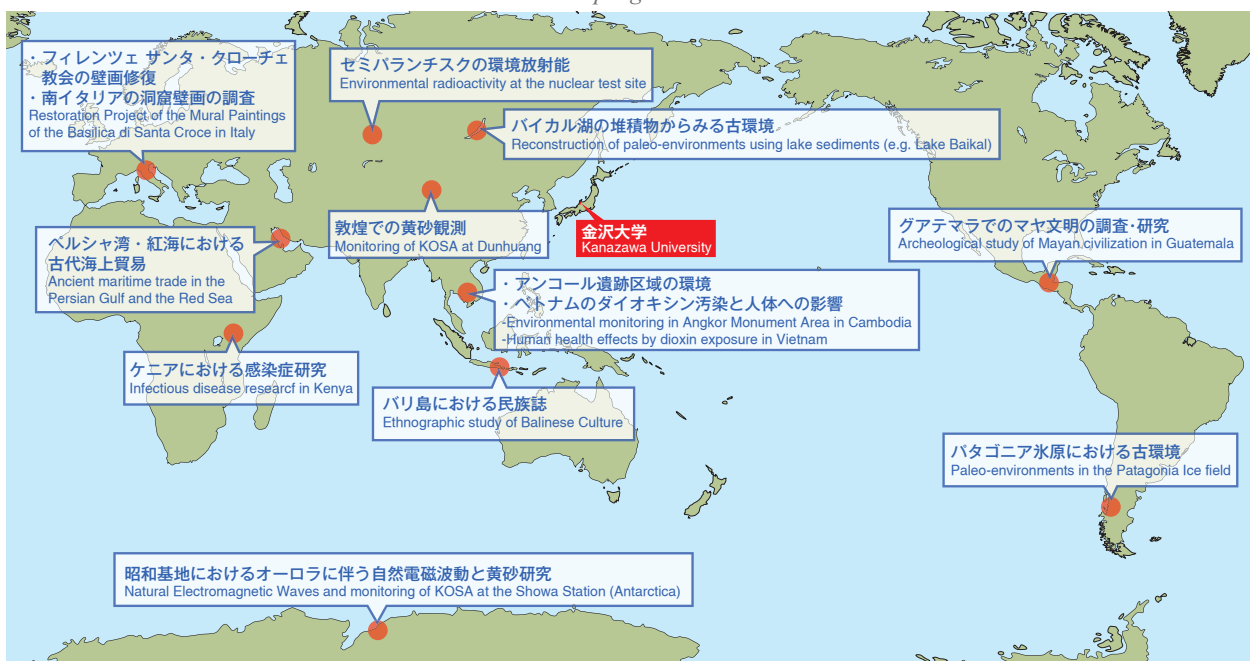 ・フィレンツェ サンタ・クローチェ
教会の壁画修復
・南イタリアの洞窟壁画の調査
Restoration Project of the Mural Paintings
of the Basilica di Santa Croce in Italy
セミパランチスクの環境放射能
Environmental radioactivity at the nuclear test site
バイカル湖の堆積物からみる古環境
Reconstruction of paleo-environments using lake sediments (e.g. Lake Baikal)
敦煌での黄砂観測
Monitoring of KOSA at Dunhuang
金沢大学
Kanazawa University
グアテマラでのマヤ文明の調査・研究
Archeological study of Mayan civilization in Guatemala
ペルシャ湾・紅海における
古代海上貿易
Ancient maritime trade in the
Persian Gulf and the Red Sea
・アンコール遺跡区域の環境
・ベトナムのダイオキシン汚染と人体への影響
-Environmental monitoring in Angkor Monument Area in Cambodia
-Human health effects by dioxin exposure in Vietnam
ケニアにおける感染症研究
Infectious disease researcf in Kenya
バリ島における民族誌
Ethnographic study of Balinese Culture
パタゴニア氷原における古環境
Paleo-environments in the Patagonia Ice field
昭和基地におけるオーロラに伴う自然電磁波動と黄砂研究
Natural Electromagnetic Waves and monitoring of KOSA at the Showa Station (Antarctica)